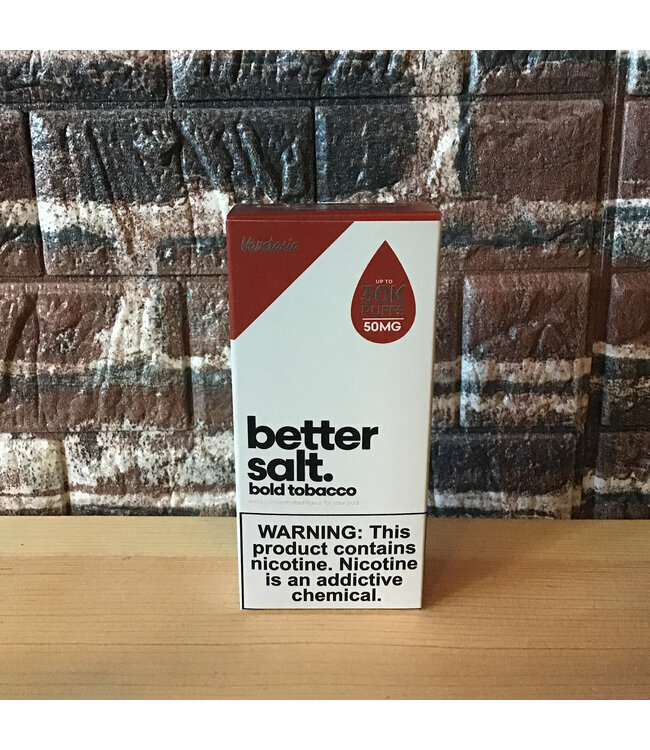 UP TO
30K
PUFFS
50MG
better
salt.
bold tobacco
WARNING: This
product contains
nicotine. Nicotine
is an addictive
chemical.